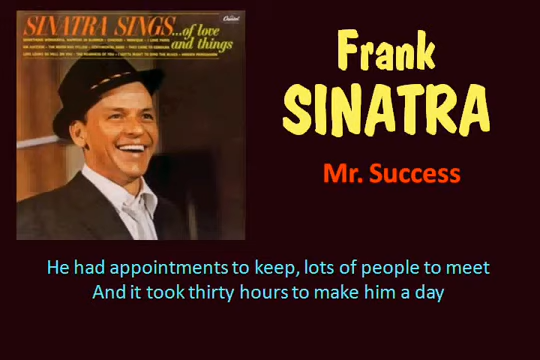 SINATRA SINGS
...of love
and things
Capitol
Frank
SINATRA
Mr. Success
He had appointments to keep, lots of people to meet
And it took thirty hours to make him a day